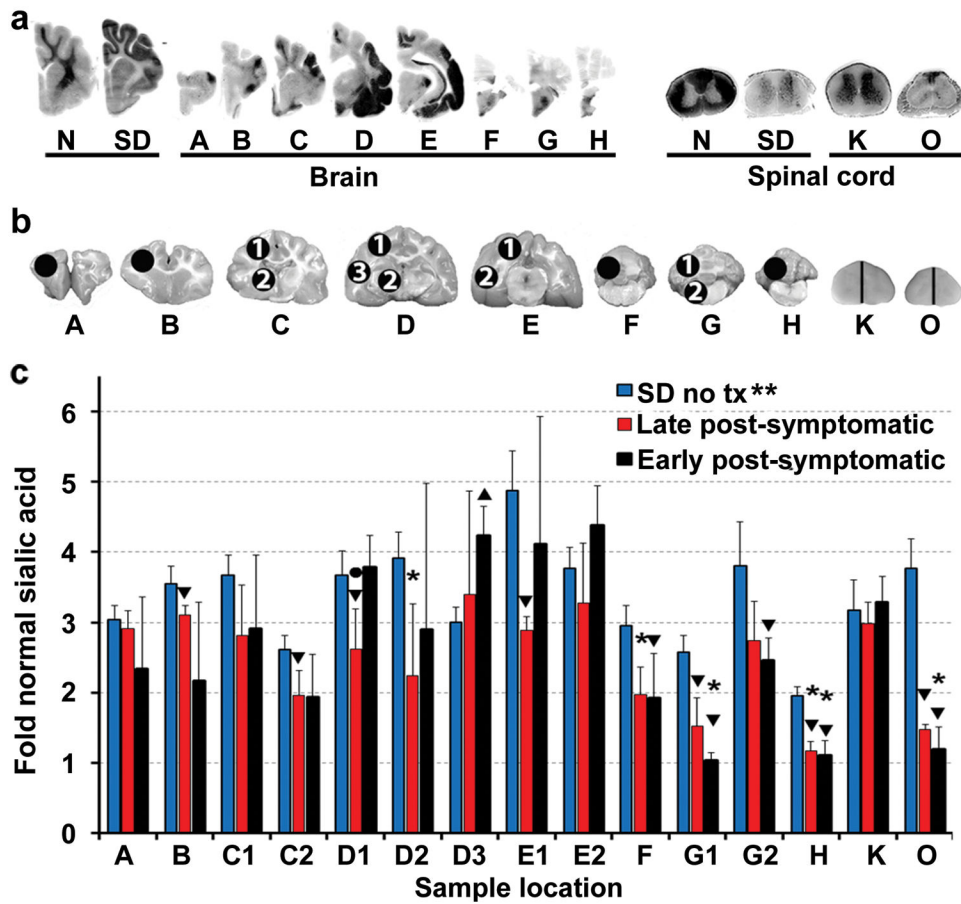 a
N SD A B C D E F G H N SD K O
Brain Spinal cord
b
1 1 3 1 1
2 2 2 2
A B C D E F G H K O
c
SD no tx**
Late post-symptomatic
Early post-symptomatic
Fold normal sialic acid
6
5
4
3
2
1
0
* * * * * *
A B C1 C2 D1 D2 D3 E1 E2 F G1 G2 H K O
Sample location